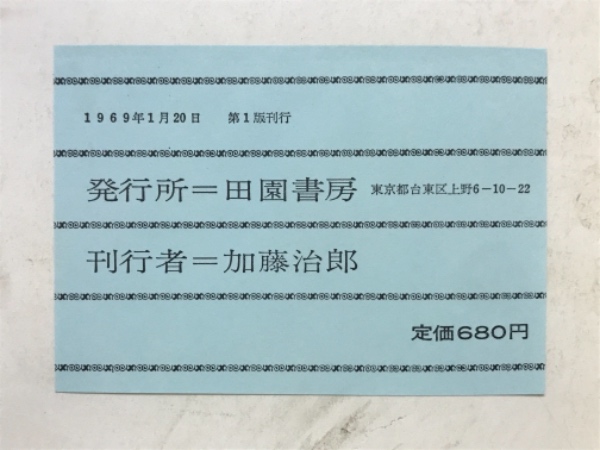 1969年1月20日　第1版刊行
発行所＝田園書房 東京都台東区上野6−10−22
刊行者＝加藤治郎
定価680円